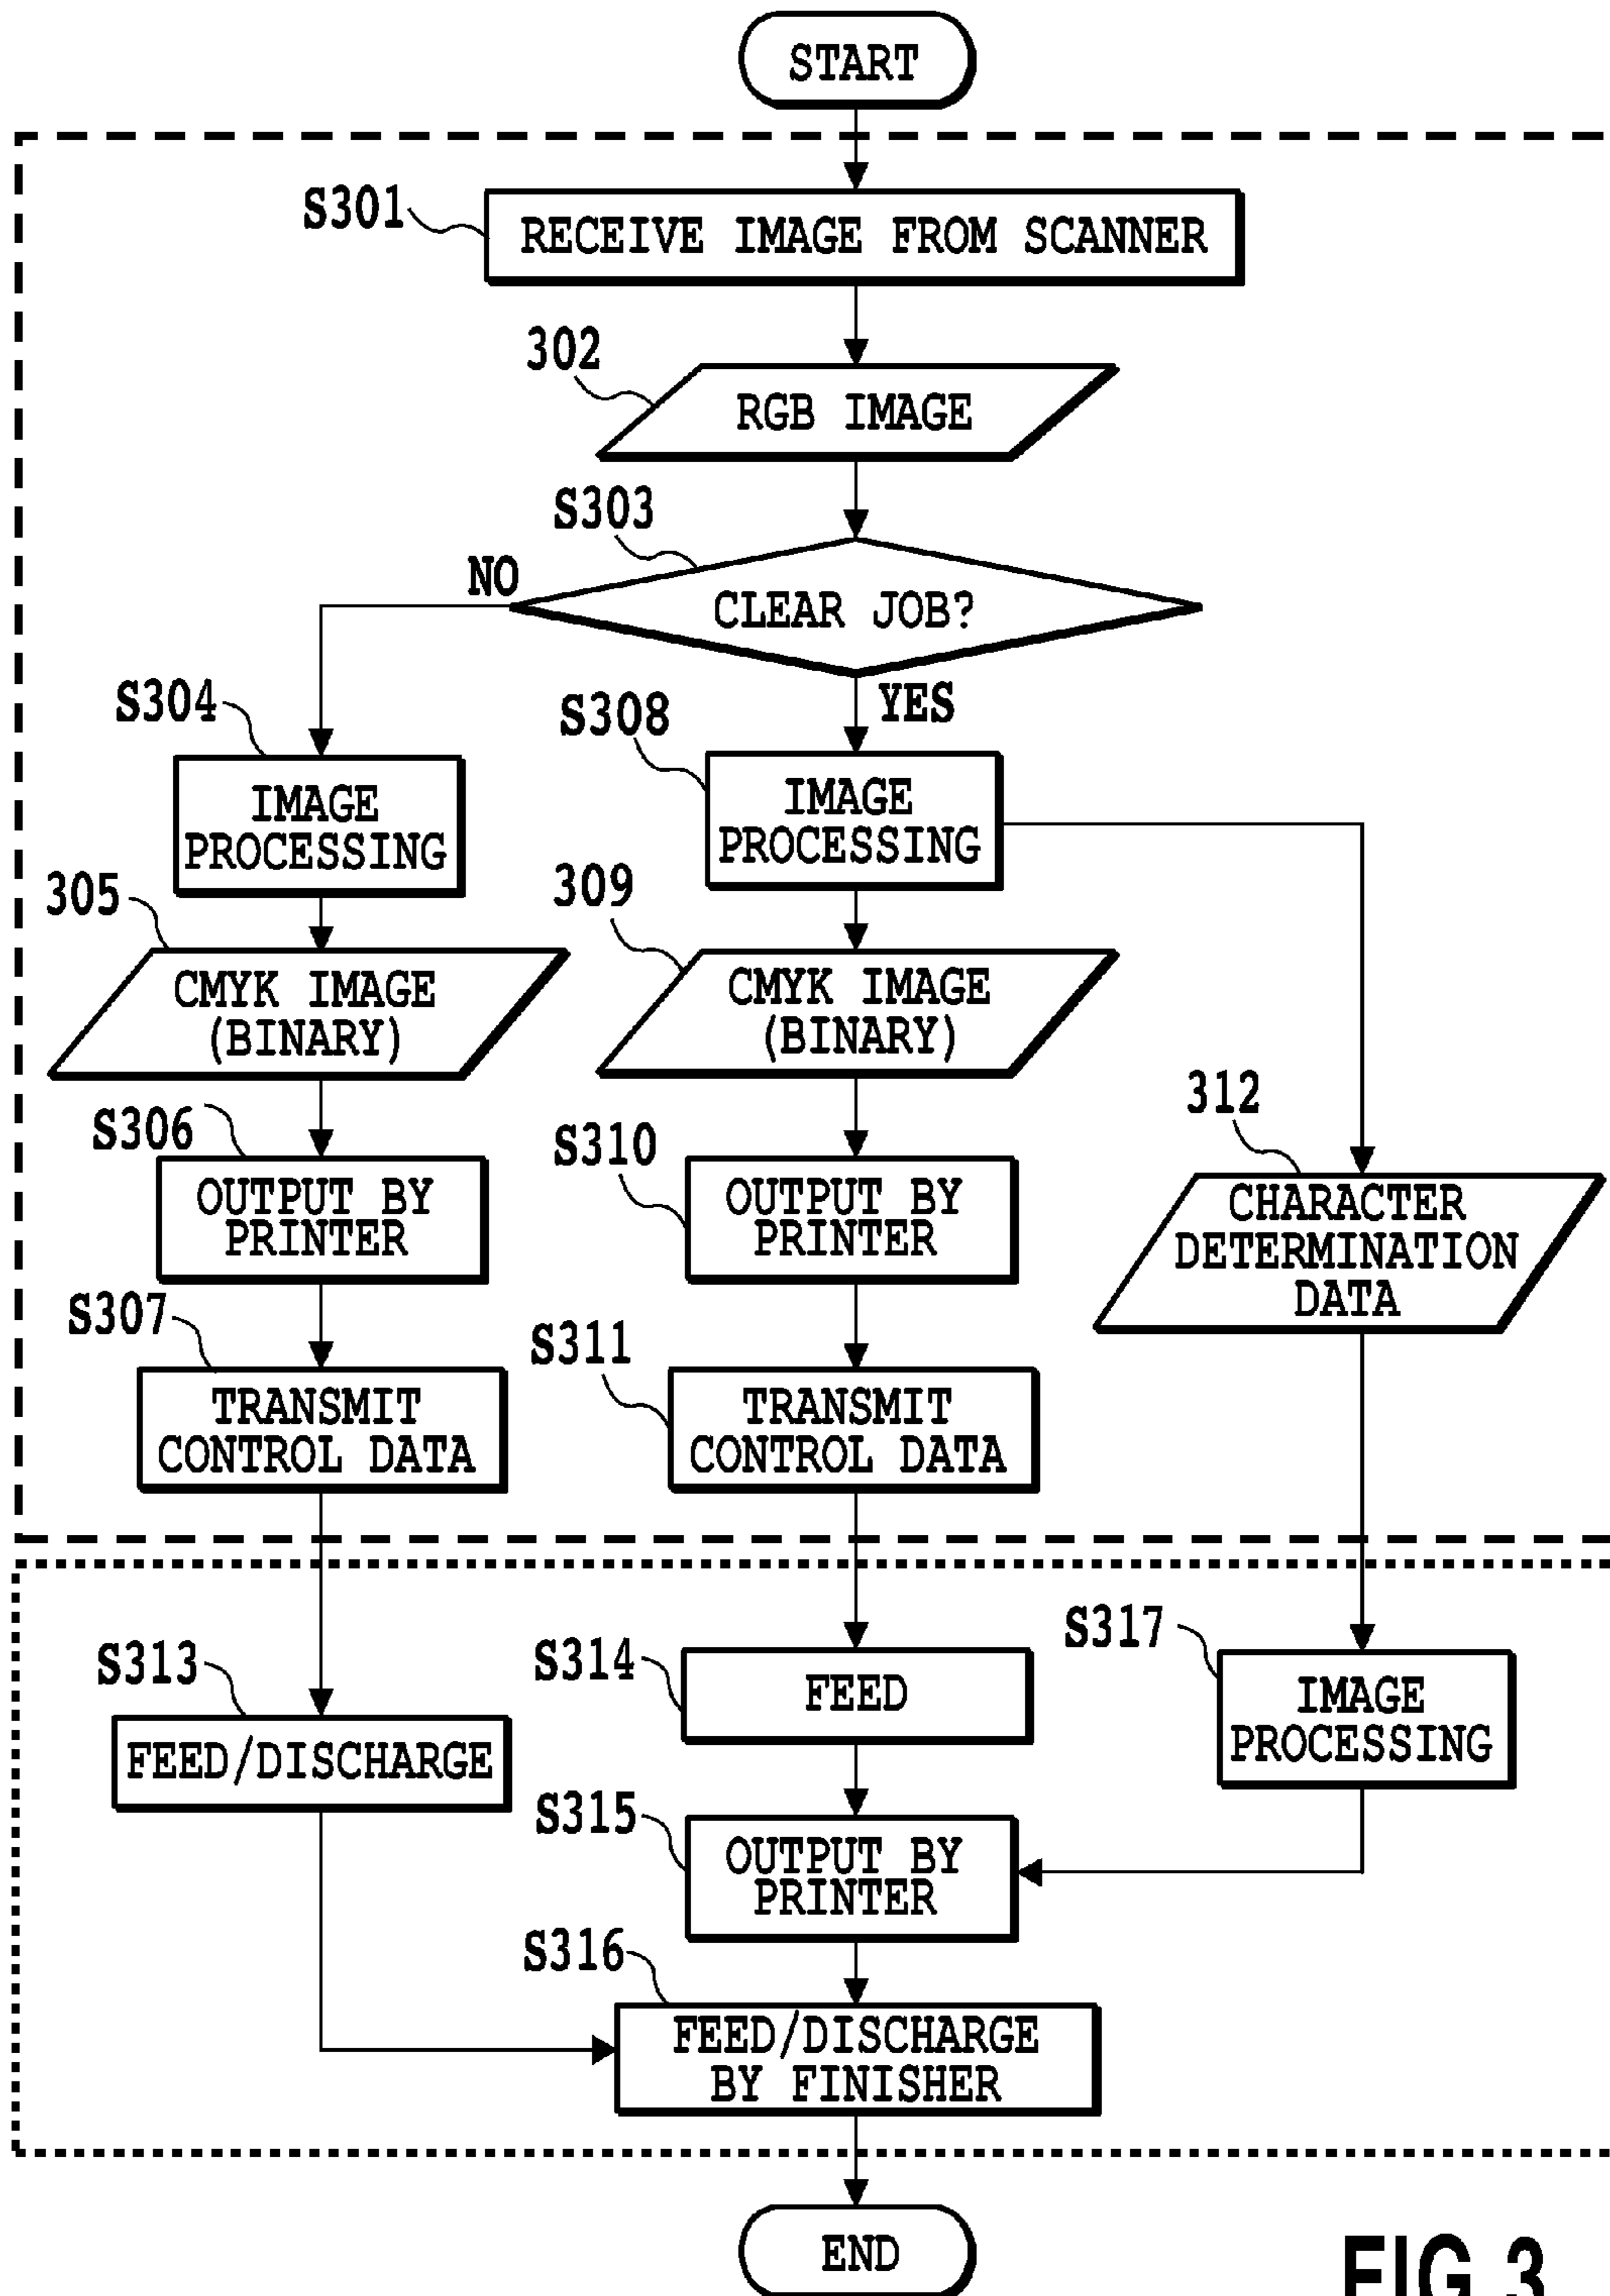 START
S301
RECEIVE IMAGE FROM SCANNER
302
RGB IMAGE
S303
NO
CLEAR JOB?
YES
S304
IMAGE
PROCESSING
S308
IMAGE
PROCESSING
305
CMYK IMAGE
(BINARY)
309
CMYK IMAGE
(BINARY)
S306
OUTPUT BY
PRINTER
S310
OUTPUT BY
PRINTER
312
CHARACTER
DETERMINATION
DATA
S307
TRANSMIT
CONTROL DATA
S311
TRANSMIT
CONTROL DATA
S313
FEED/DISCHARGE
S314
FEED
S317
IMAGE
PROCESSING
S315
OUTPUT BY
PRINTER
S316
FEED/DISCHARGE
BY FINISHER
END
FIG.3